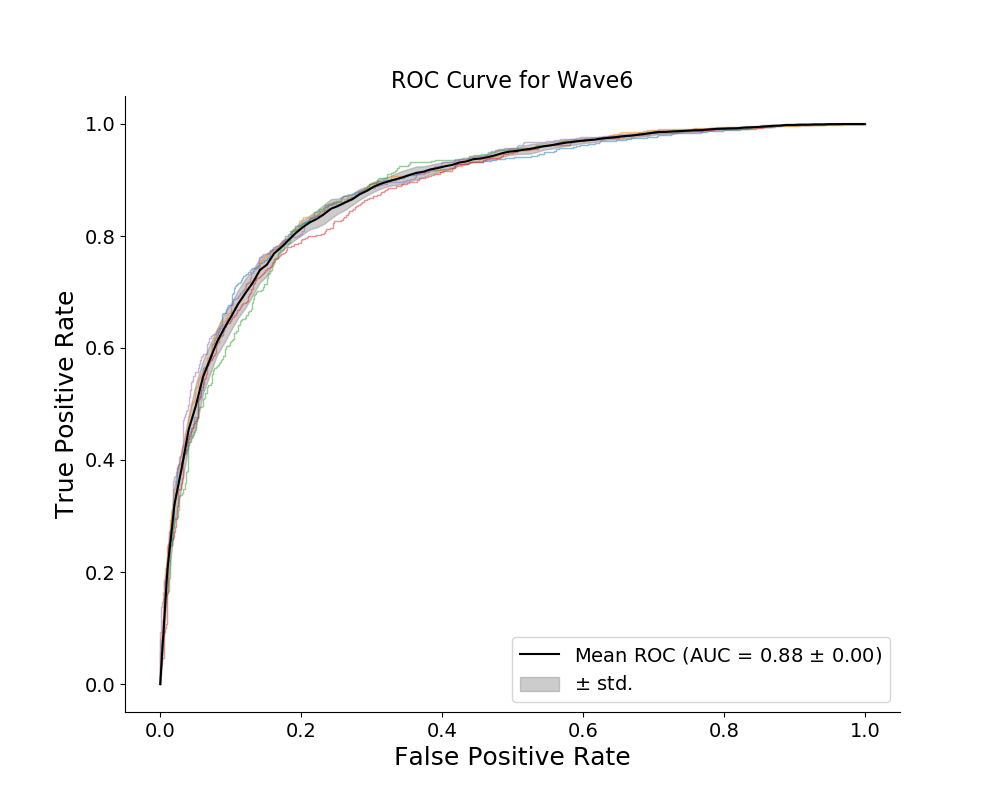 ROC Curve for Wave6
1.0
0.8
0.6
0.4
0.2
0.0
True Positive Rate
Mean ROC (AUC = 0.88 ± 0.00)
± std.
0.0 0.2 0.4 0.6 0.8 1.0
False Positive Rate